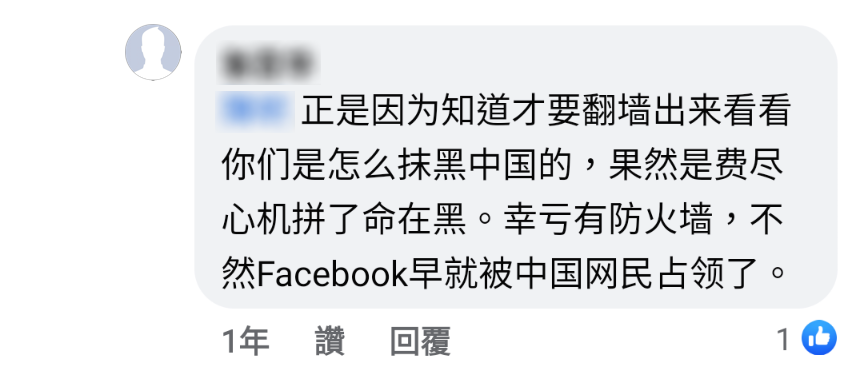 正是因为知道才要翻墙出来看看
你们是怎么抹黑中国的，果然是费尽
心机拼了命在黑。幸亏有防火墙，不
然Facebook早就被中国网民占领了。
1年 讚 回覆 1